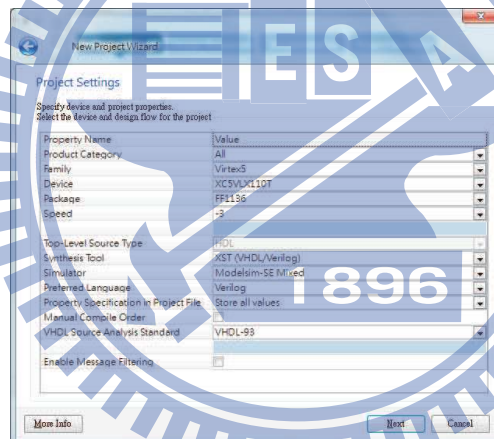 New Project Wizard
Project Settings
Specify device and project properties.
Select the device and design flow for the project
Property Name Value
Product Category All
Family Virtex5
Device XC5VLX110T
Package FF1136
Speed -3
Top-Level Source Type HDL
Synthesis Tool XST (VHDL/Verilog)
Simulator Modelsim-SE Mixed
Preferred Language Verilog
Property Specification in Project File Store all values
Manual Compile Order
VHDL Source Analysis Standard VHDL-93
Enable Message Filtering
More Info Next Cancel
E S A
1896